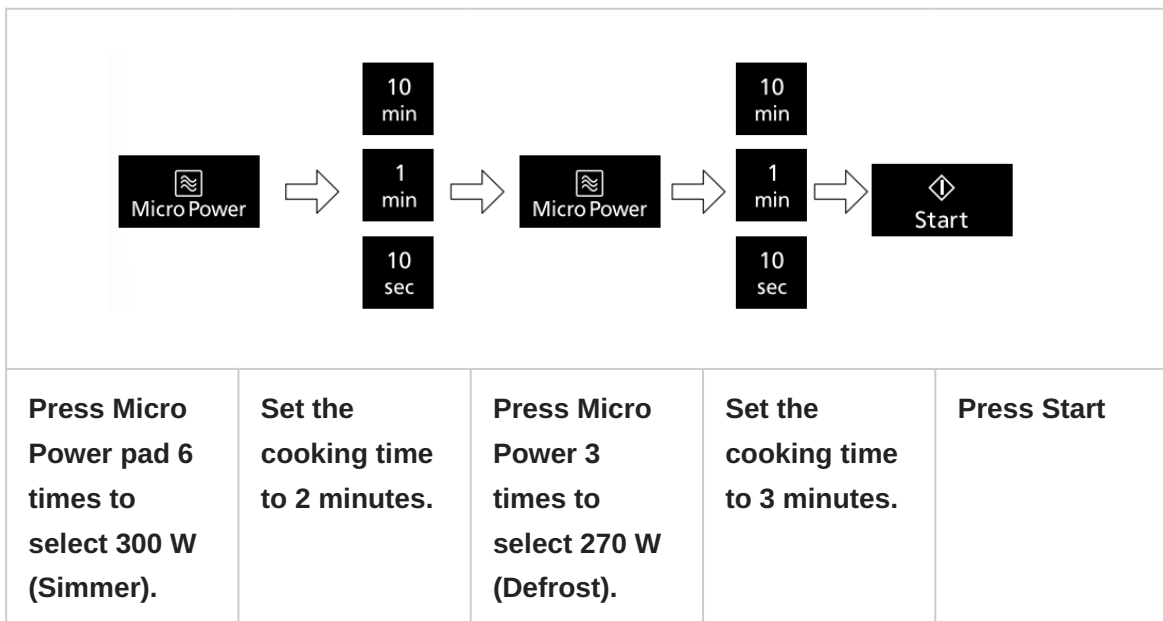 10
min
10
min
Micro Power
1
min
Micro Power
1
min
Start
10
sec
10
sec
Press Micro
Power pad 6
times to
select 300 W
(Simmer).
Set the
cooking time
to 2 minutes.
Press Micro
Power 3
times to
select 270 W
(Defrost).
Set the
cooking time
to 3 minutes.
Press Start